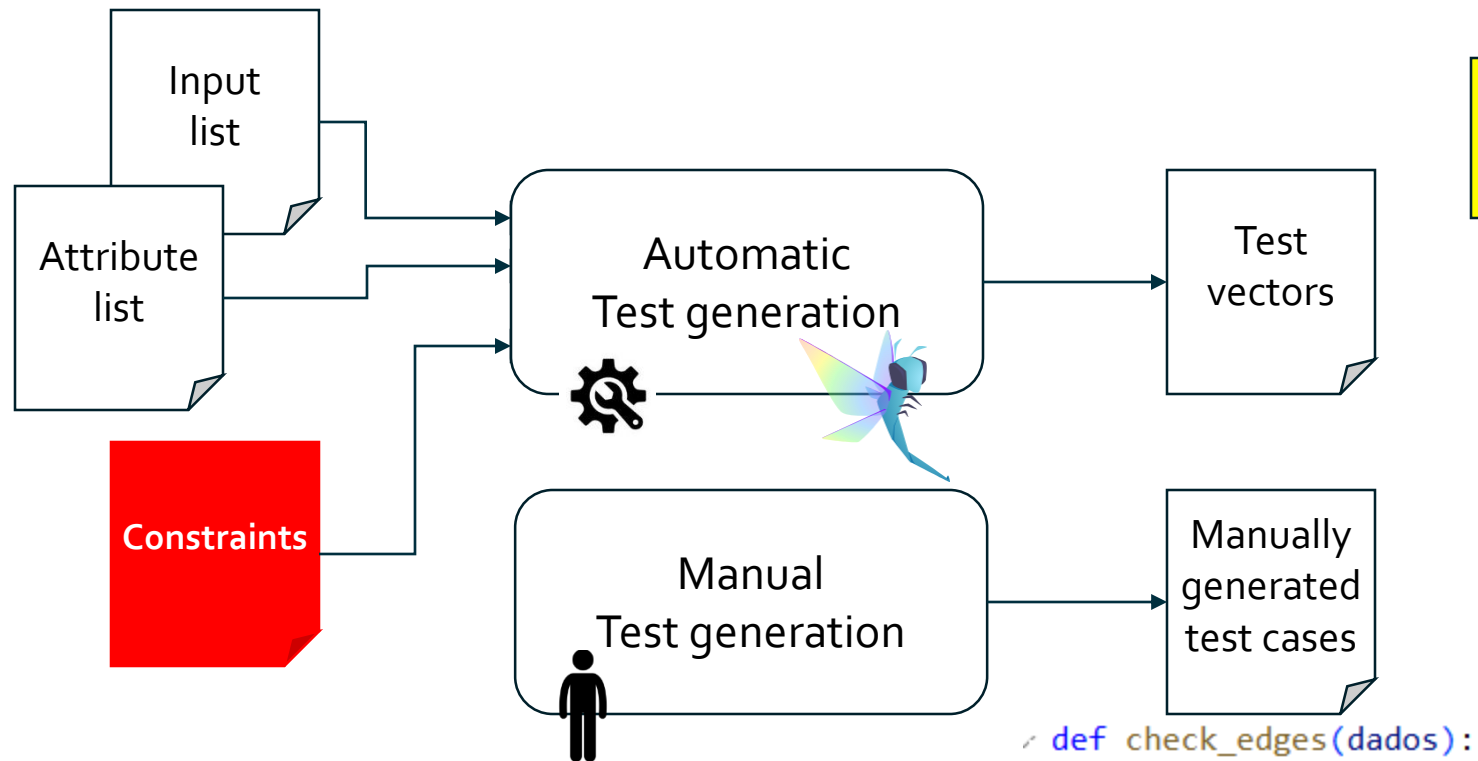 Input
list
Attribute
list
Constraints
Automatic
Test generation
Test
vectors
Manual
Test generation
Manually
generated
test cases
def check_edges(dados):